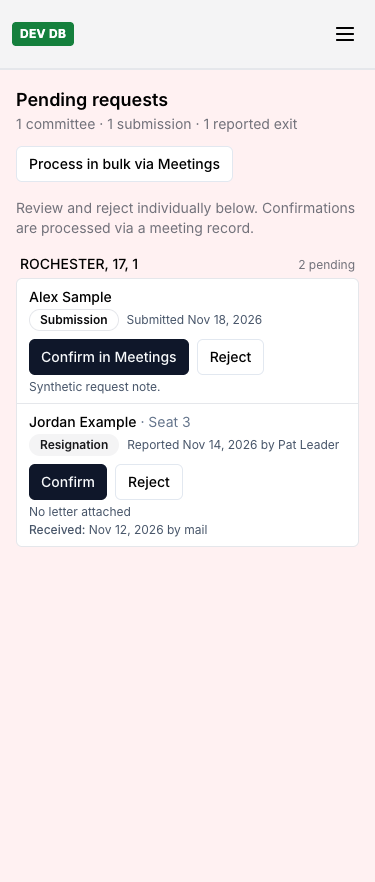 DEV DB
Pending requests
1 committee · 1 submission · 1 reported exit
Process in bulk via Meetings
Review and reject individually below. Confirmations
are processed via a meeting record.
ROCHESTER, 17, 1 2 pending
Alex Sample
Submission Submitted Nov 18, 2026
Confirm in Meetings Reject
Synthetic request note.
Jordan Example · Seat 3
Resignation Reported Nov 14, 2026 by Pat Leader
Confirm Reject
No letter attached
Received: Nov 12, 2026 by mail